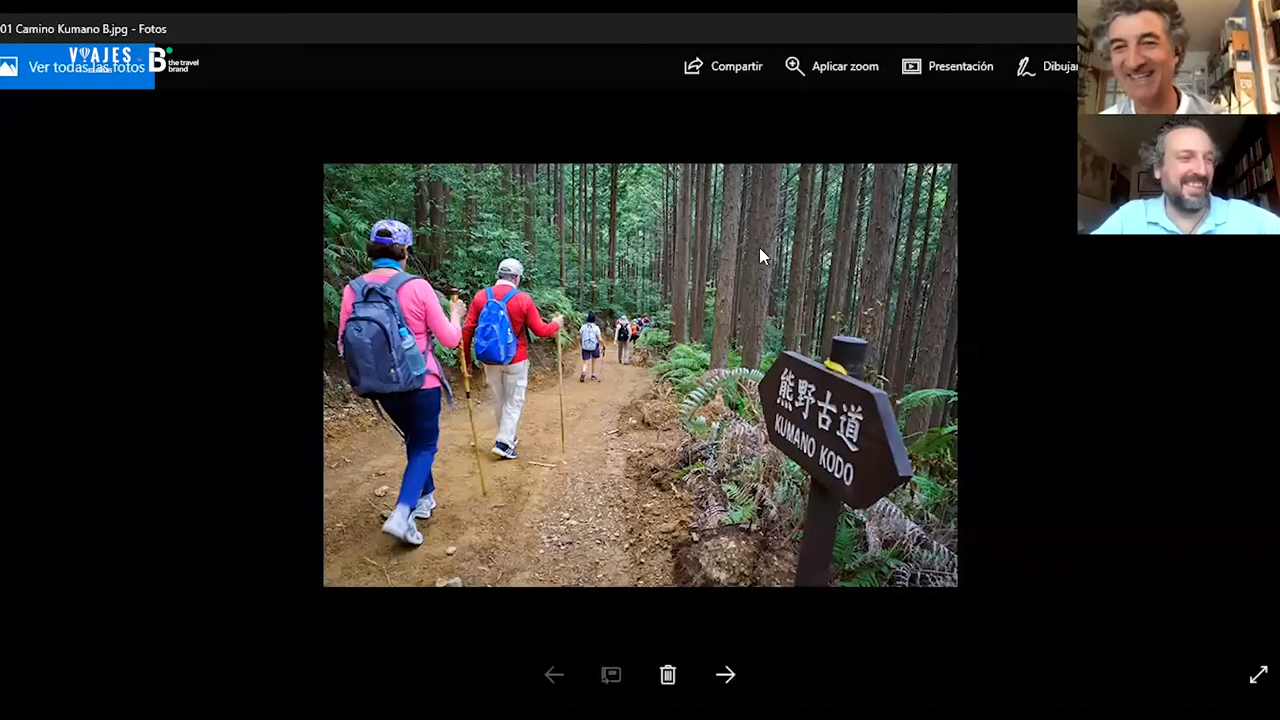 01 Camino Kumano B.jpg - Fotos
Ver todas las fotos
VIAJES
B the travel
brand
Compartir
Aplicar zoom
Presentación
Dibujar
熊野古道
KUMANO KODO